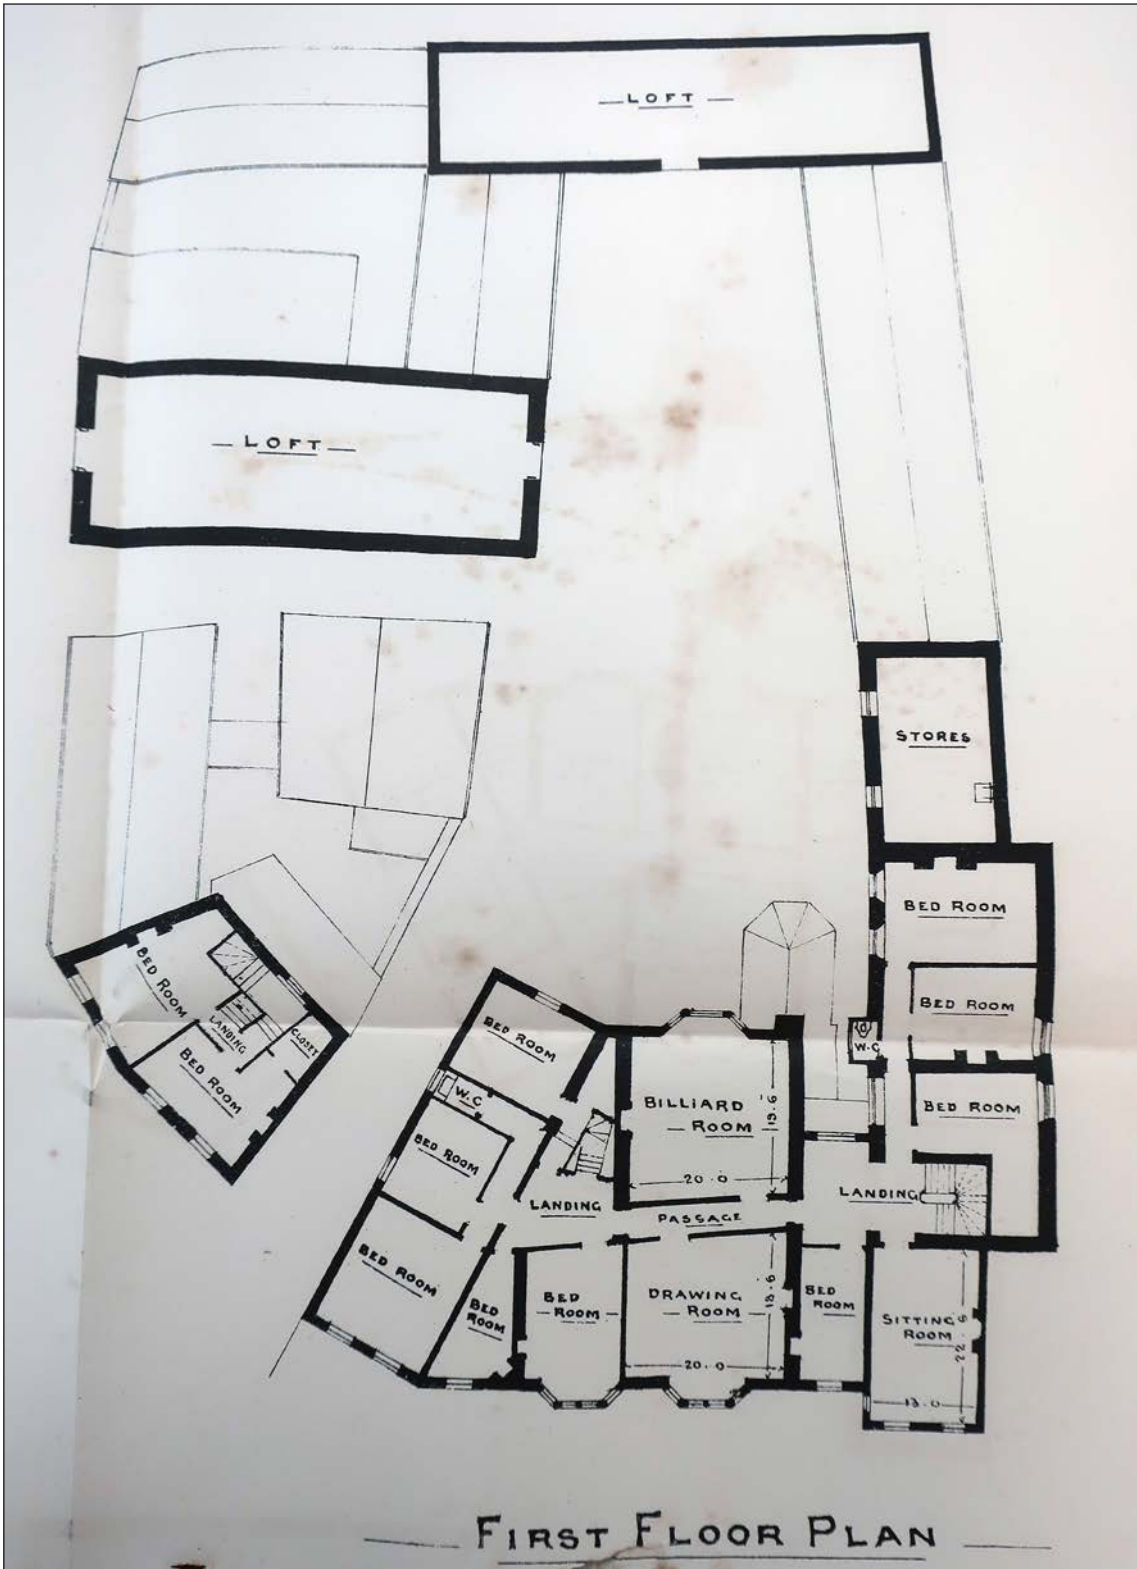 — LOFT —
— LOFT —
STORES
BED ROOM
BED ROOM
W.C
BED ROOM
LANDING
BED ROOM
LANDING
CLOSET
BED ROOM
BED ROOM
W.C
BED ROOM
BED ROOM
LANDING
BILLIARD
— ROOM —
19.6
20.0
PASSAGE
BED
ROOM
BED
— ROOM —
DRAWING
— ROOM —
18.6
20.0
BED
ROOM
SITTING
ROOM
22.6
13.0
— FIRST FLOOR PLAN —